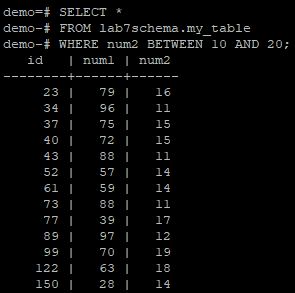 demo=# SELECT *
demo-# FROM lab7schema.my_table
demo-# WHERE num2 BETWEEN 10 AND 20;
  id   | num1 | num2
-------+------+------
    23 |   79 |   16
    34 |   96 |   11
    37 |   75 |   15
    40 |   72 |   15
    43 |   88 |   11
    52 |   57 |   14
    61 |   59 |   14
    73 |   88 |   11
    77 |   39 |   17
    89 |   97 |   12
    99 |   70 |   19
   122 |   63 |   18
   150 |   28 |   14